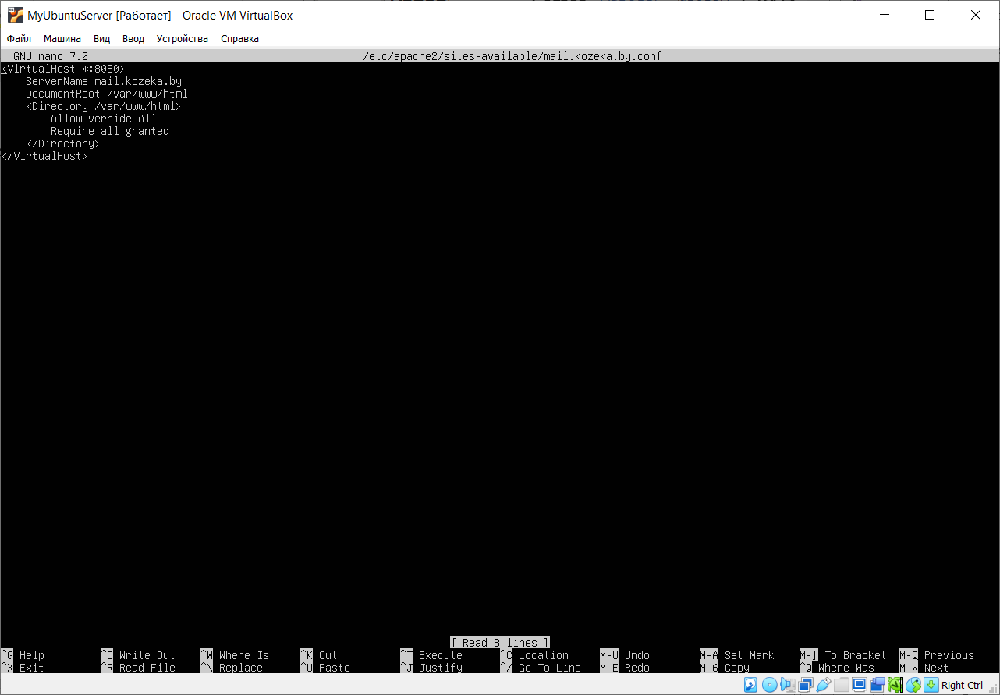 MyUbuntuServer [Работает] - Oracle VM VirtualBox
Файл Машина Вид Ввод Устройства Справка
GNU nano 7.2 /etc/apache2/sites-available/mail.kozeka.by.conf
<VirtualHost *:8080>
    ServerName mail.kozeka.by
    DocumentRoot /var/www/html
    <Directory /var/www/html>
        AllowOverride All
        Require all granted
    </Directory>
</VirtualHost>
[ Read 8 lines ]
^G Help ^O Write Out ^W Where Is ^K Cut ^T Execute ^C Location M-U Undo M-A Set Mark M-] To Bracket M-Q Previous
^X Exit ^R Read File ^\ Replace ^U Paste ^J Justify ^/ Go To Line M-E Redo M-6 Copy ^Q Where Was M-W Next
Right Ctrl